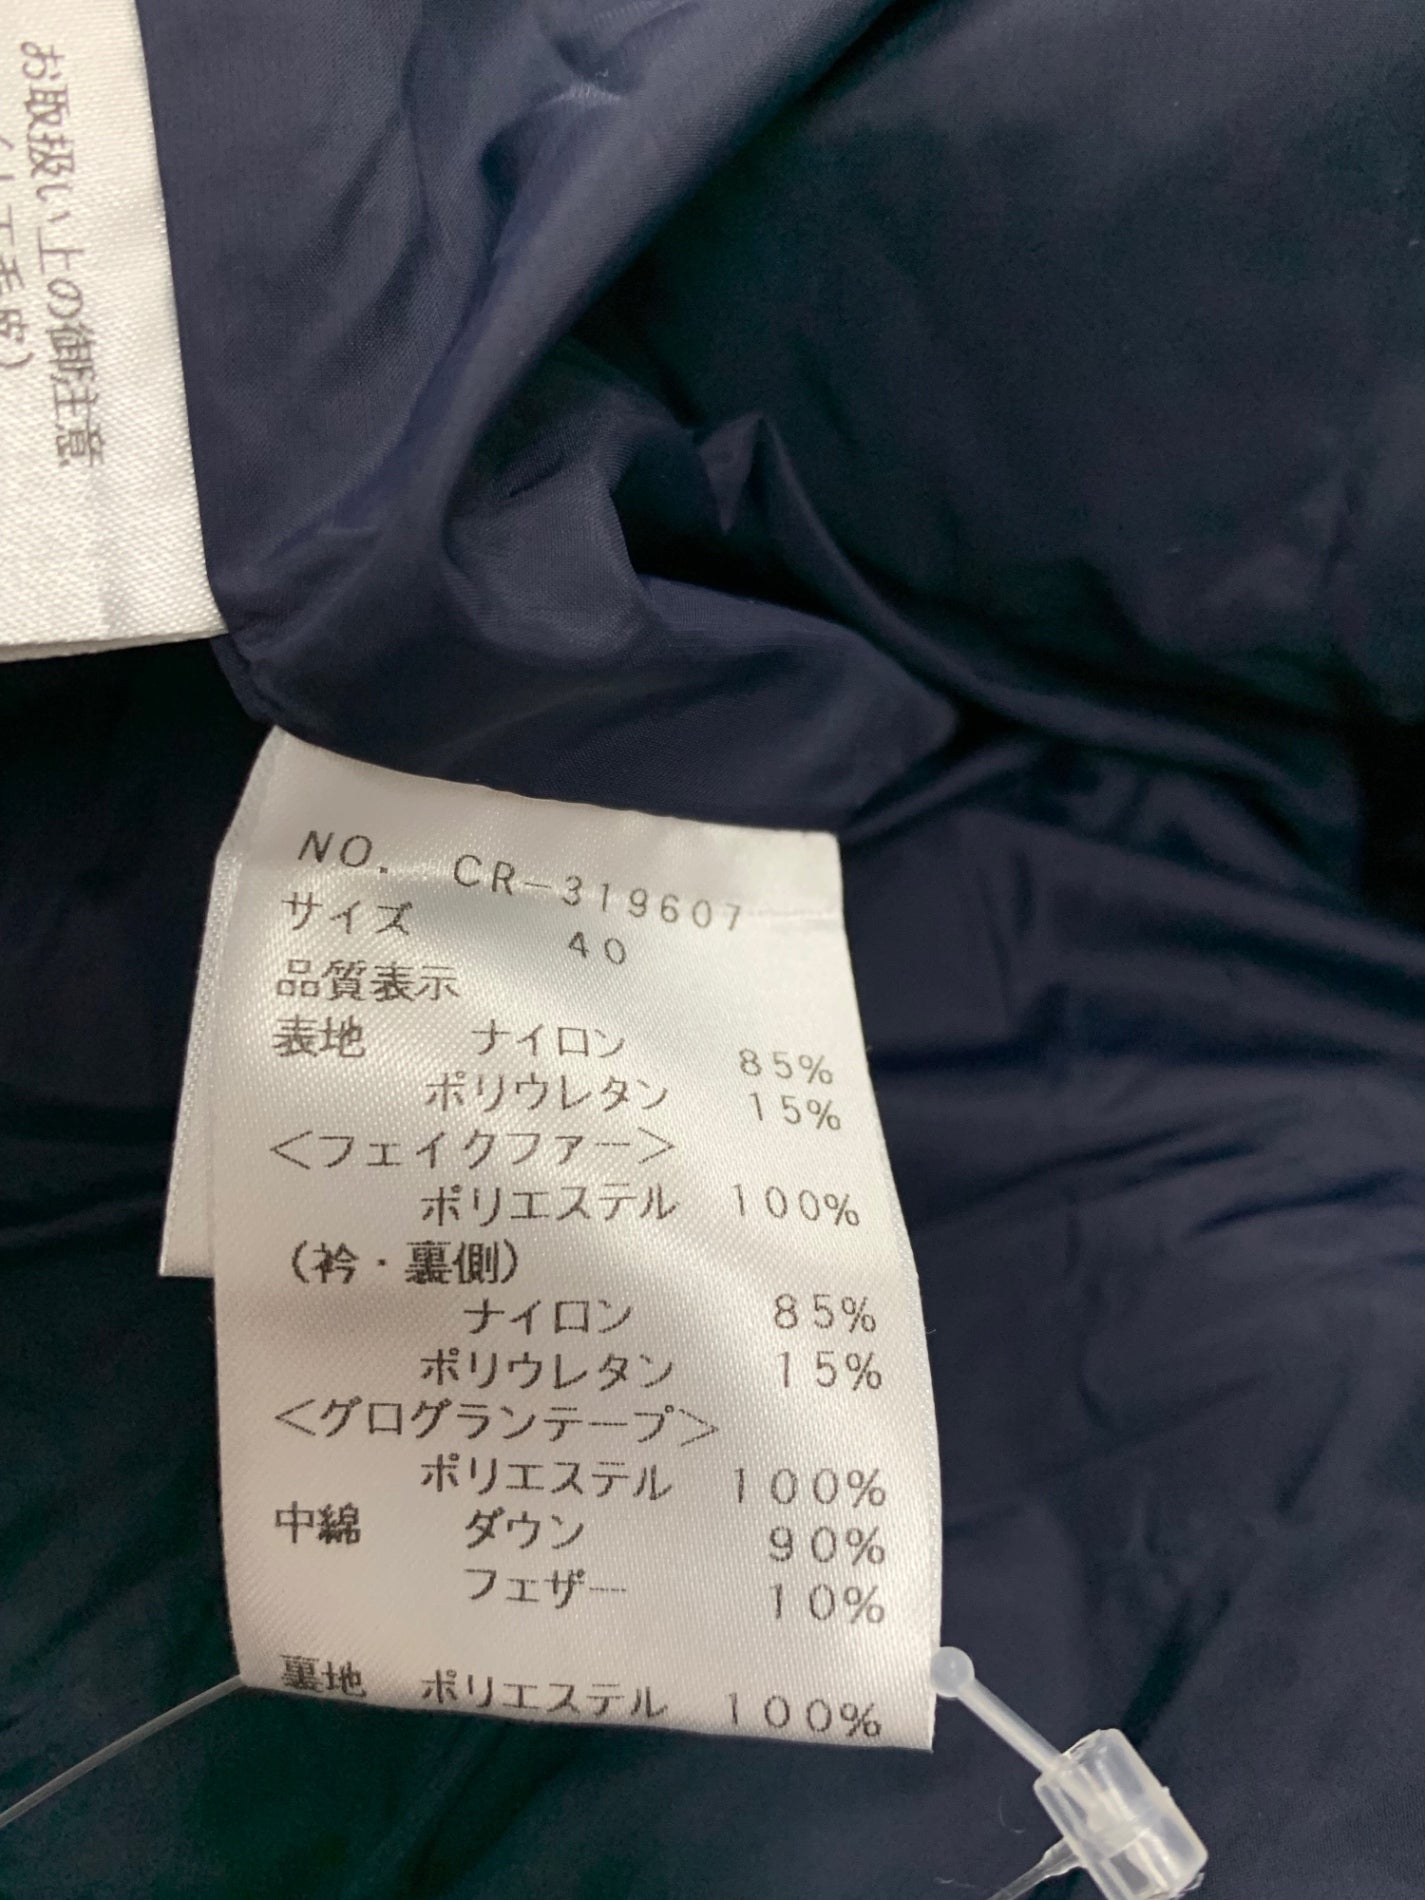 お取扱い上の御注意
NO. CR-319607
サイズ 40
品質表示
表地 ナイロン 85%
ポリウレタン 15%
<フェイクファー>
ポリエステル 100%
(衿・裏側)
ナイロン 85%
ポリウレタン 15%
<グログランテープ>
ポリエステル 100%
中綿 ダウン 90%
フェザー 10%
裏地 ポリエステル 100%